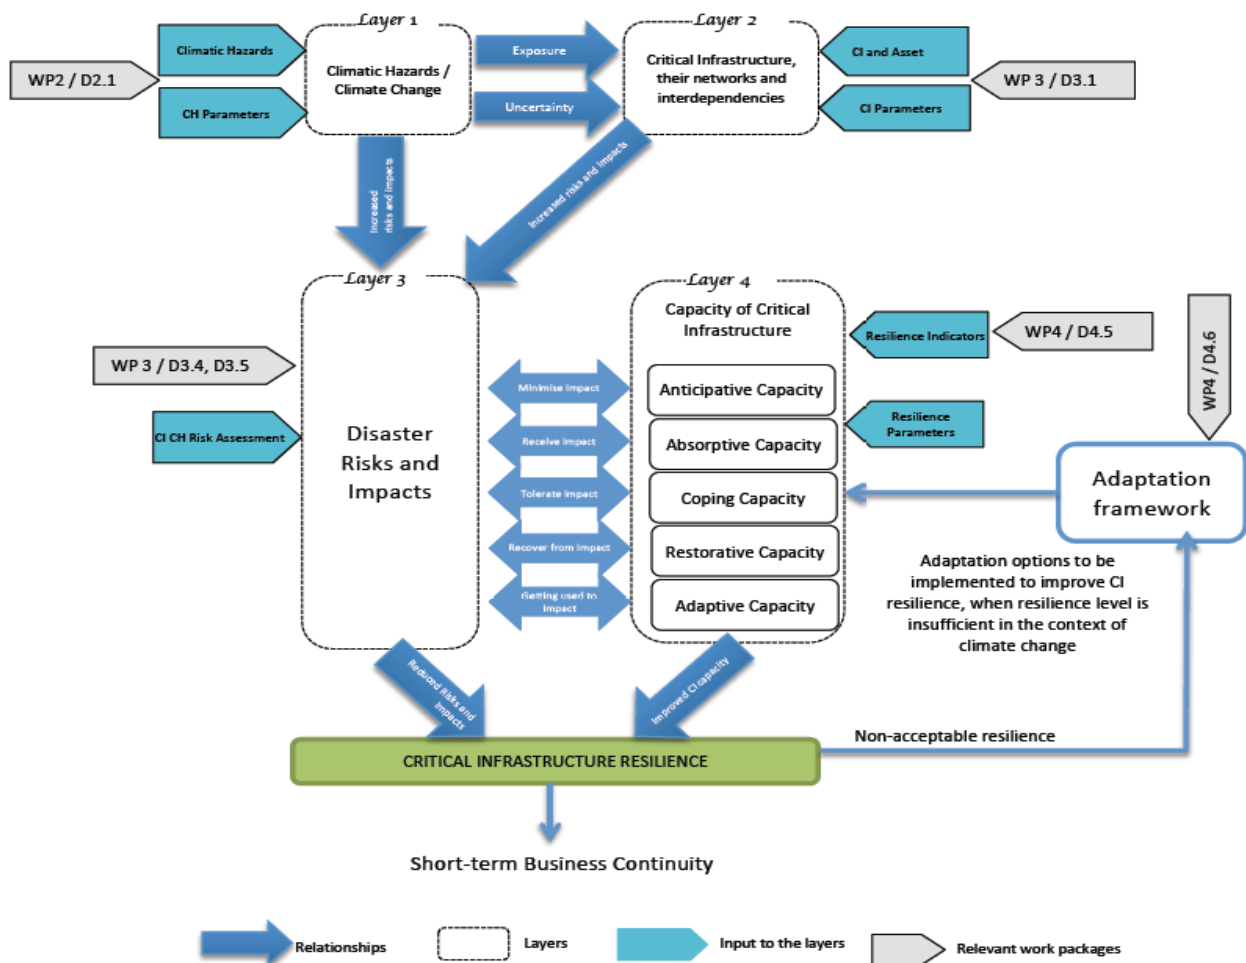 Layer 1
Layer 2
Climatic Hazards
WP2 / D2.1
CH Parameters
Climatic Hazards /
Climate Change
Exposure
Uncertainty
Critical Infrastructure,
their networks and
interdependencies
CI and Asset
CI Parameters
WP 3 / D3.1
Increased
risks and impacts
Increased risks and impacts
Layer 3
Layer 4
WP 3 / D3.4, D3.5
CI CH Risk Assessment
Disaster
Risks and
Impacts
Minimise impact
Receive impact
Tolerate impact
Recover from impact
Getting used to
impact
Capacity of Critical
Infrastructure
Anticipative Capacity
Absorptive Capacity
Coping Capacity
Restorative Capacity
Adaptive Capacity
Resilience Indicators
WP4 / D4.5
Resilience
Parameters
WP4 / D4.6
Adaptation
framework
Adaptation options to be
implemented to improve CI
resilience, when resilience level is
insufficient in the context of
climate change
Reduced Risks and
Impacts
Improved CI capacity
Non-acceptable resilience
CRITICAL INFRASTRUCTURE RESILIENCE
Short-term Business Continuity
Relationships
Layers
Input to the layers
Relevant work packages